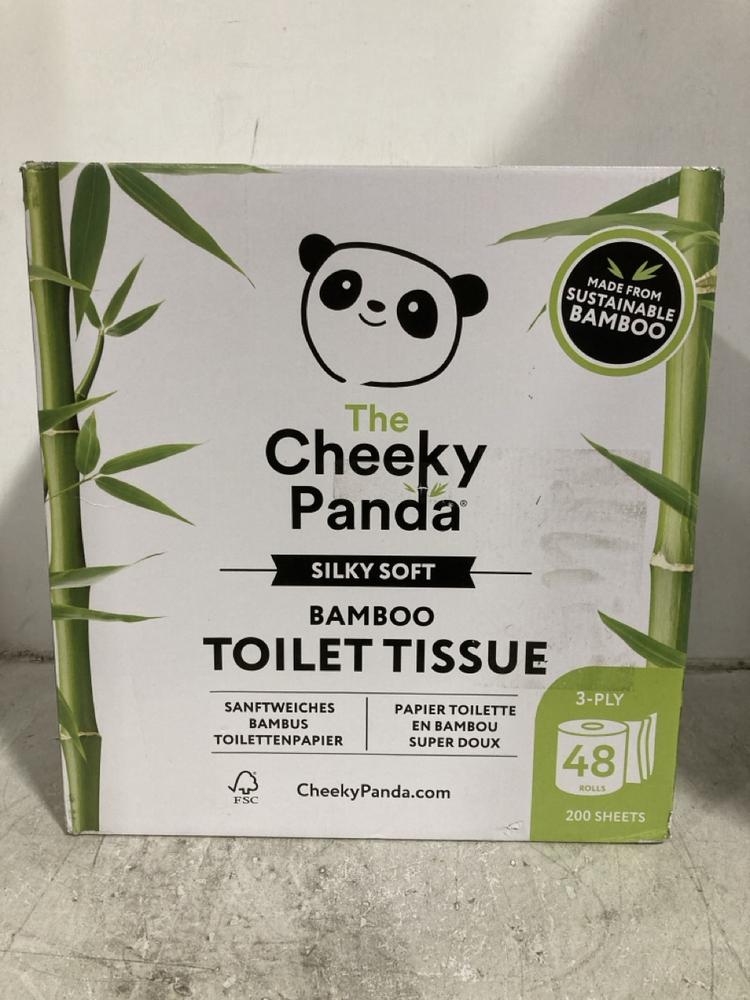 MADE FROM
SUSTAINABLE
BAMBOO
The
Cheeky
Panda®
SILKY SOFT
BAMBOO
TOILET TISSUE
SANFTWEICHES
BAMBUS
TOILETTENPAPIER
PAPIER TOILETTE
EN BAMBOU
SUPER DOUX
FSC
CheekyPanda.com
3-PLY
48
ROLLS
200 SHEETS